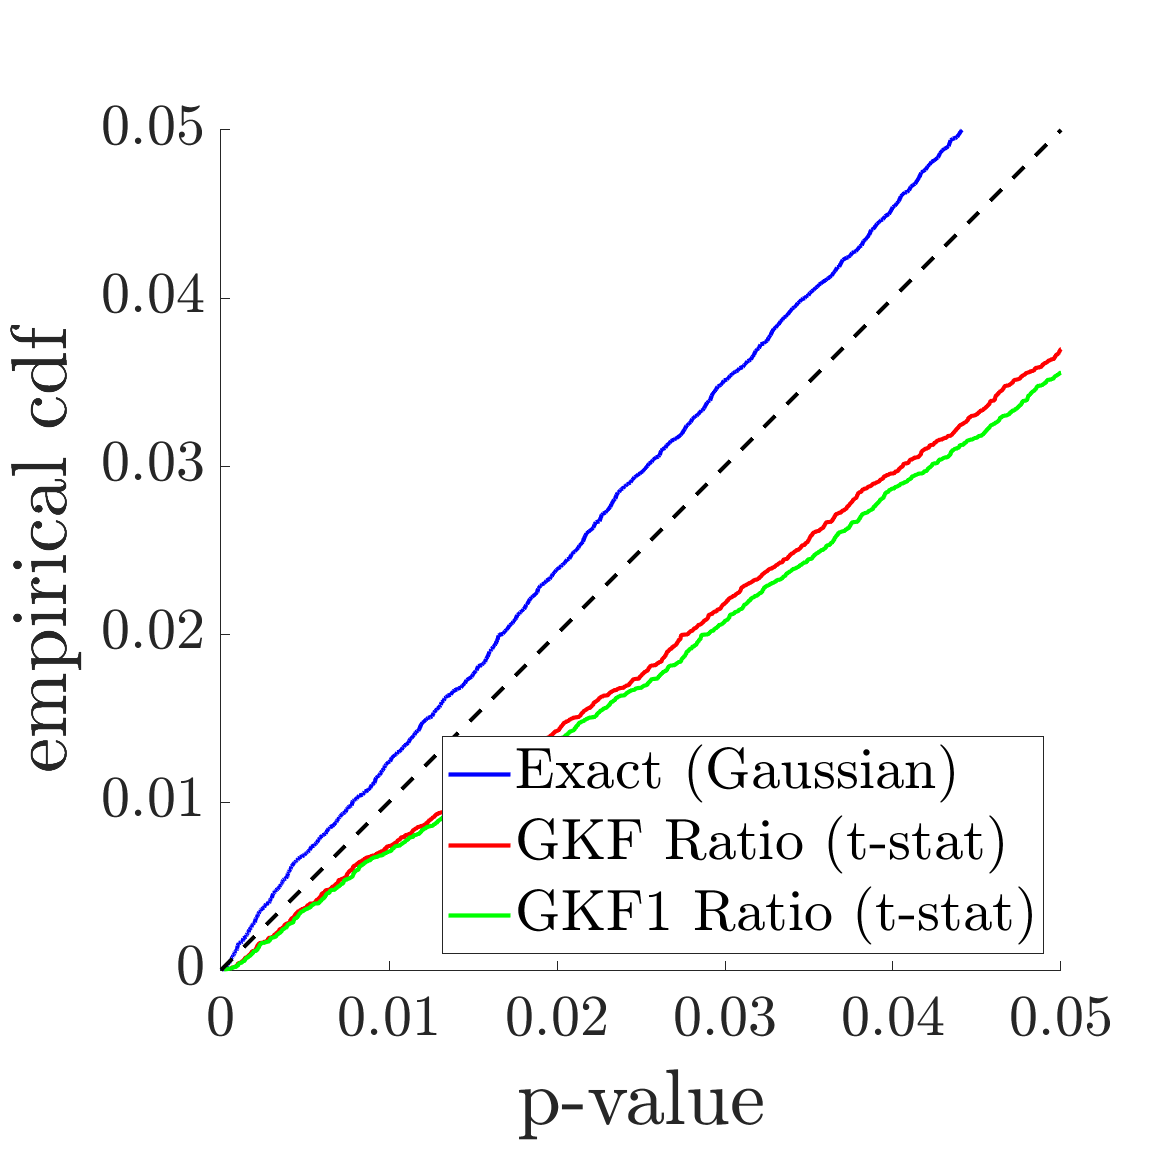 0.05
0.04
0.03
0.02
0.01
0
empirical cdf
Exact (Gaussian)
GKF Ratio (t-stat)
GKF1 Ratio (t-stat)
0 0.01 0.02 0.03 0.04 0.05
p-value